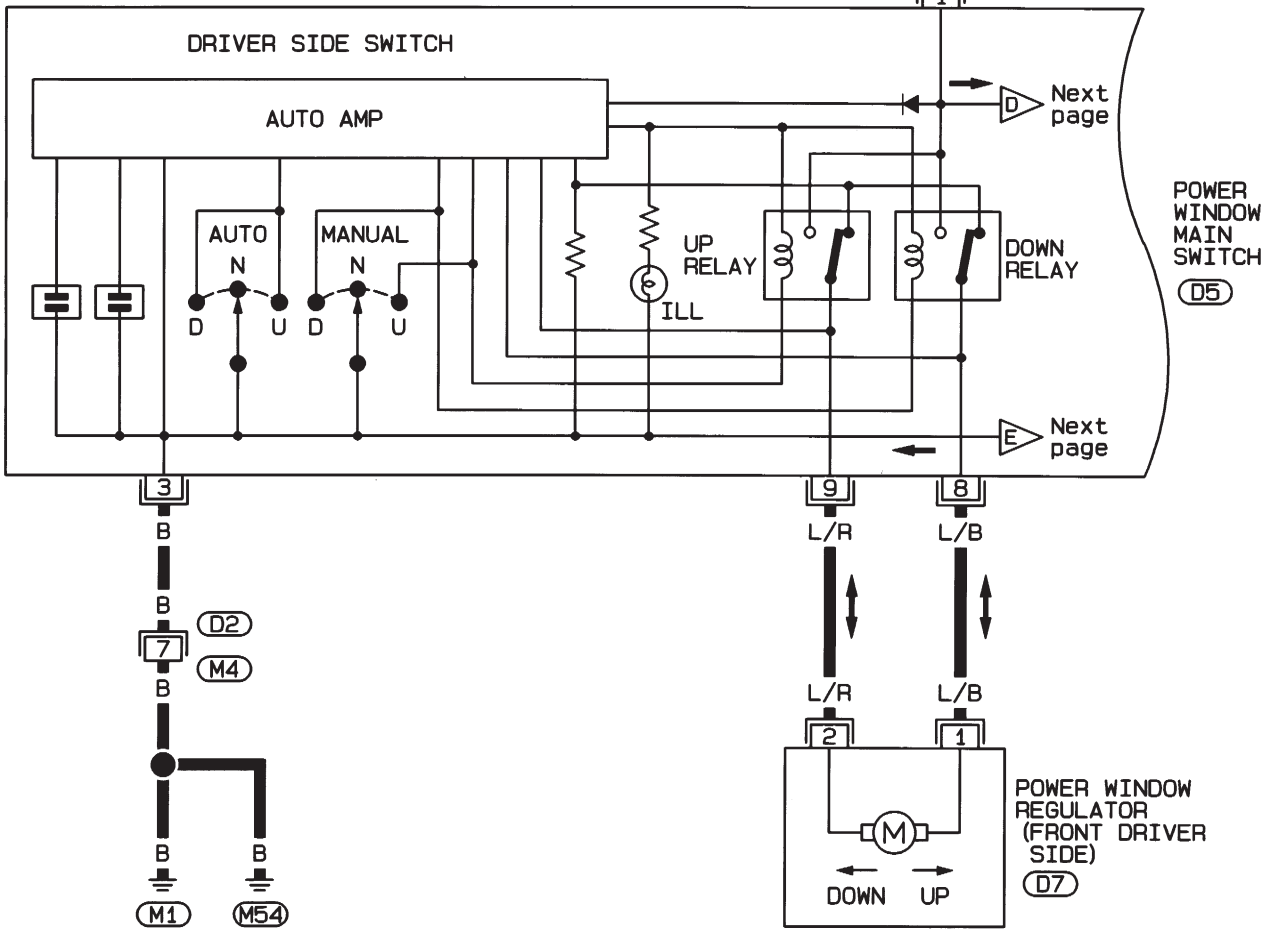 1
DRIVER SIDE SWITCH
AUTO AMP
D
Next
page
POWER
WINDOW
MAIN
SWITCH
D5
AUTO
MANUAL
N
N
D
U
D
U
UP
RELAY
ILL
DOWN
RELAY
E
Next
page
3
9
8
B
L/R
L/B
B
D2
7
M4
B
L/R
L/B
2
1
M
POWER WINDOW
REGULATOR
(FRONT DRIVER
SIDE)
D7
DOWN
UP
B
B
M1
M54